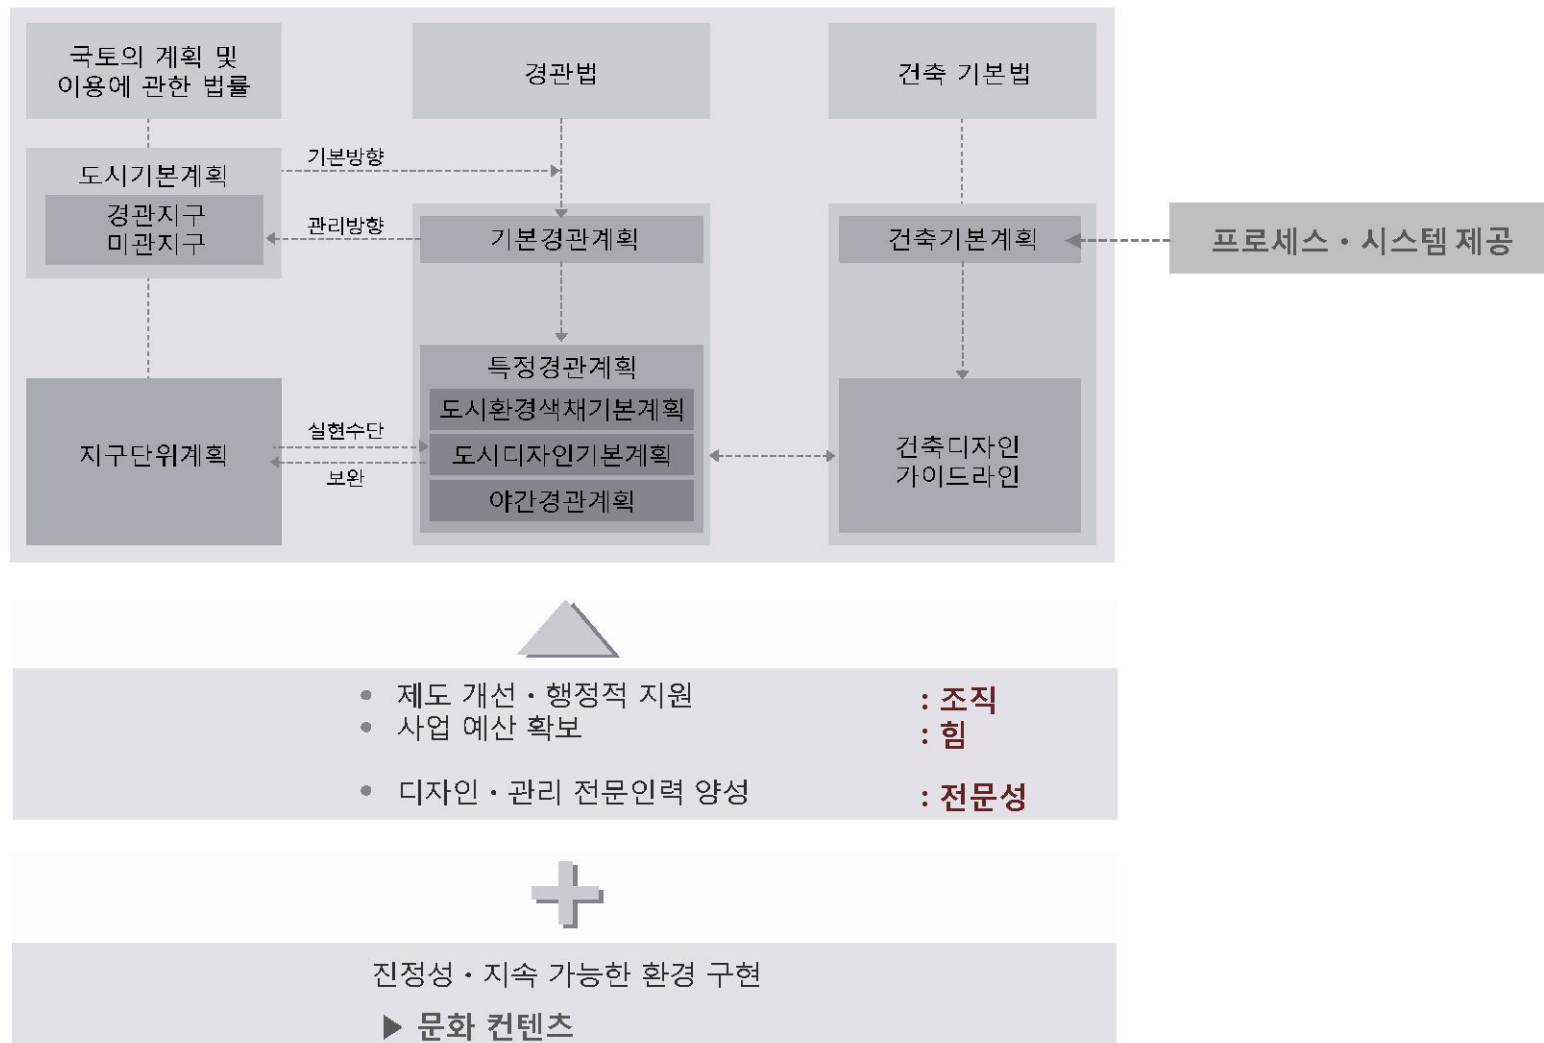 국토의 계획 및
이용에 관한 법률
경관법
건축 기본법
도시기본계획
경관지구
미관지구
기본방향
관리방향
기본경관계획
건축기본계획
프로세스・시스템 제공
특정경관계획
도시환경색채기본계획
도시디자인기본계획
야간경관계획
지구단위계획
실현수단
보완
건축디자인
가이드라인
• 제도 개선・행정적 지원 : 조직
• 사업 예산 확보 : 힘
• 디자인・관리 전문인력 양성 : 전문성
진정성・지속 가능한 환경 구현
▶ 문화 컨텐츠